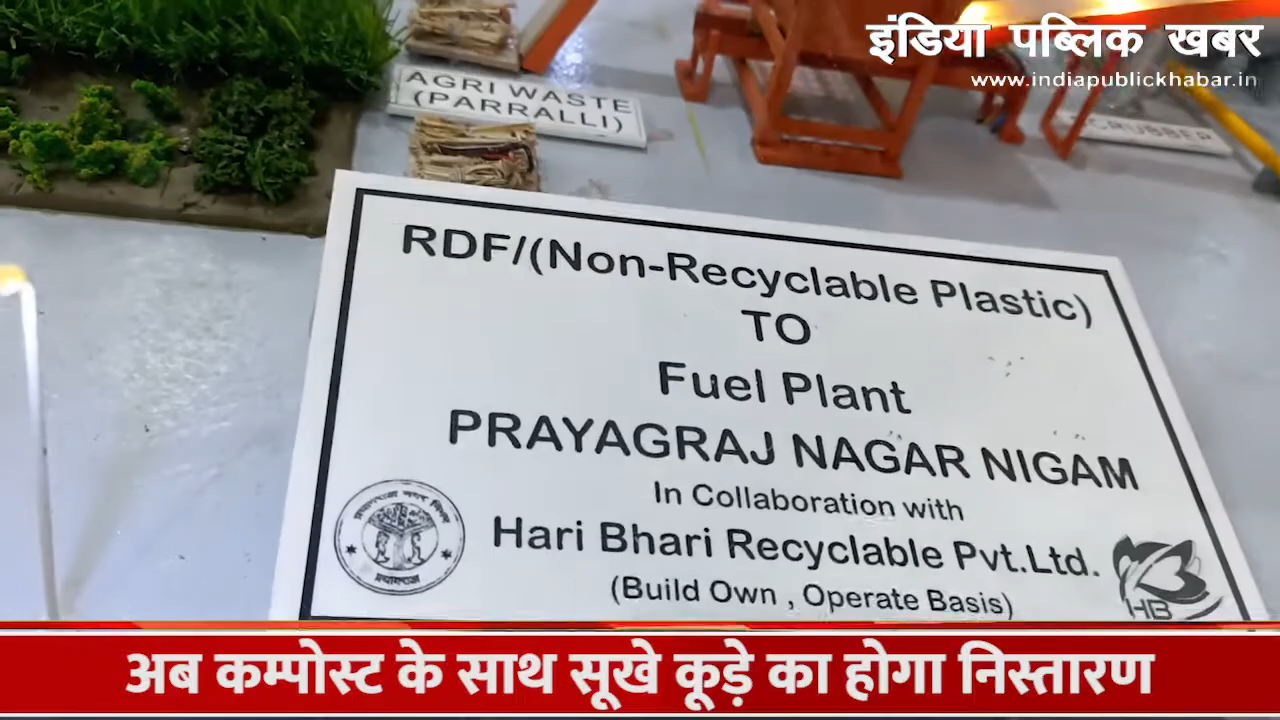 इंडिया पब्लिक खबर
www.indiapublickhabar.in
AGRI WASTE
(PARRALLI)
SCRUBBER
RDF/(Non-Recyclable Plastic)
TO
Fuel Plant
PRAYAGRAJ NAGAR NIGAM
In Collaboration with
Hari Bhari Recyclable Pvt.Ltd.
(Build Own , Operate Basis)
HB
अब कम्पोस्ट के साथ सूखे कूड़े का होगा निस्तारण